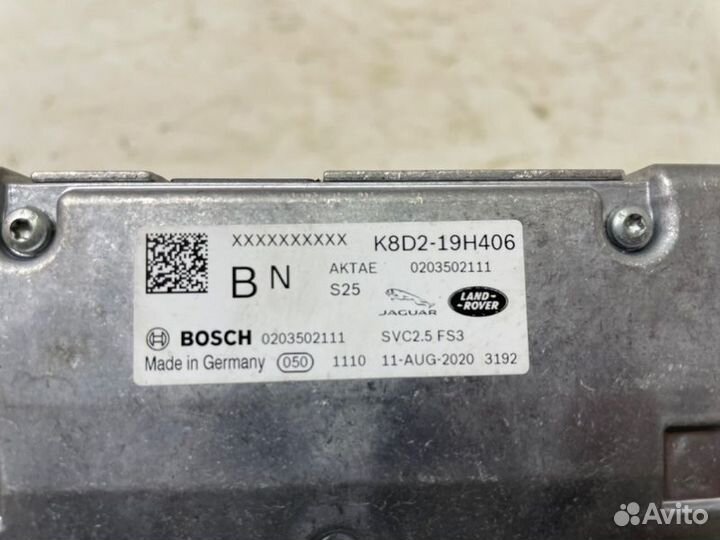 XXXXXXXXXX K8D2-19H406
BN AKTAE 0203502111
S25 JAGUAR LAND-ROVER
BOSCH 0203502111 SVC2.5 FS3
Made in Germany 050 1110 11-AUG-2020 3192
Avito